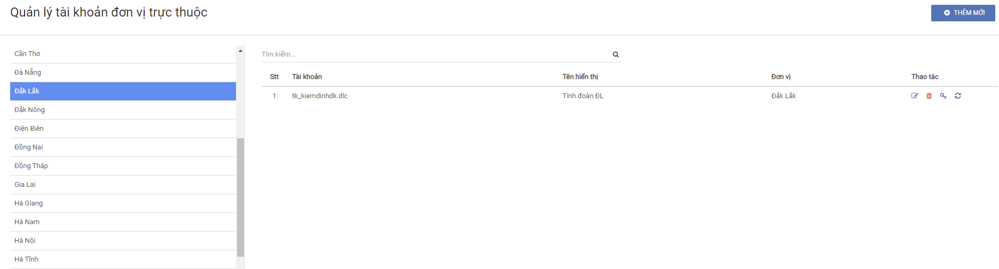 Quản lý tài khoản đơn vị trực thuộc
THÊM MỚI
Cần Thơ
Đà Nẵng
Đắk Lắk
Đắk Nông
Điện Biên
Đồng Nai
Đồng Tháp
Gia Lai
Hà Giang
Hà Nam
Hà Nội
Hà Tĩnh
Tìm kiếm...
Stt Tài khoản Tên hiển thị Đơn vị Thao tác
1 tk_kiemdinhdk.dlc Tỉnh đoàn ĐL Đắk Lắk